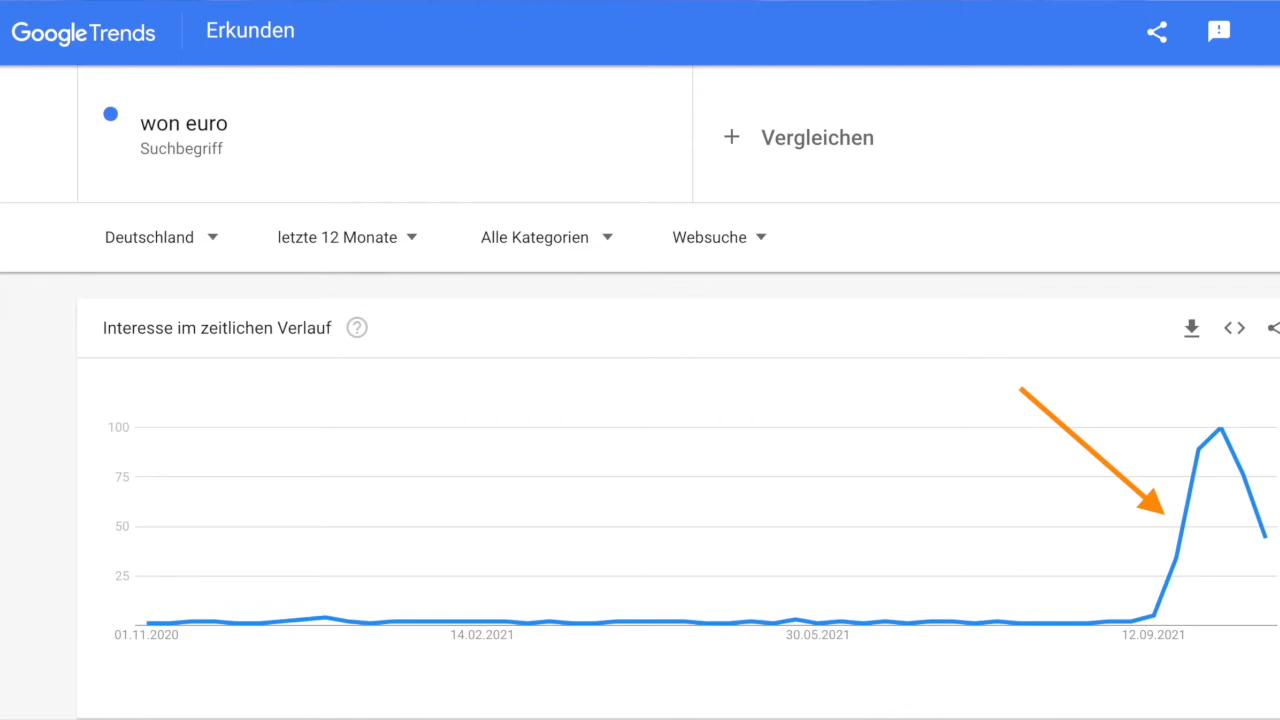 Google Trends Erkunden
won euro
Suchbegriff
+ Vergleichen
Deutschland letzte 12 Monate Alle Kategorien Websuche
Interesse im zeitlichen Verlauf ?
100
75
50
25
01.11.2020 14.02.2021 30.05.2021 12.09.2021